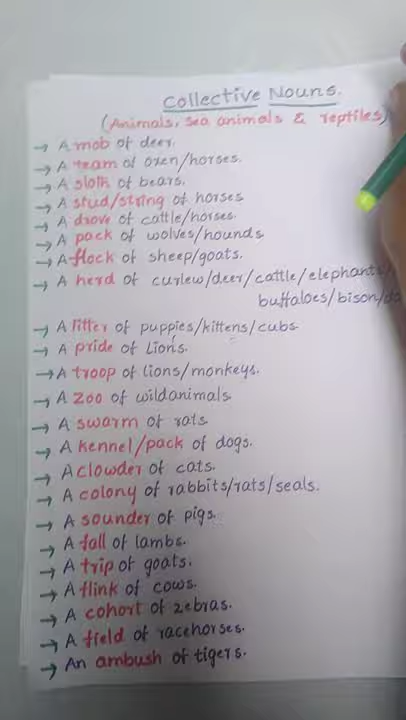 Collective Nouns.
(Animals, sea animals & reptiles)
→ A mob of deer.
→ A team of oxen/horses.
→ A sloth of bears.
→ A stud/string of horses
→ A drove of cattle/horses.
→ A pack of wolves/hounds
→ A flock of sheep/goats.
→ A herd of curlew/deer/cattle/elephants/
buffaloes/bison/
→ A litter of puppies/kittens/cubs
→ A pride of Lions.
→ A troop of lions/monkeys.
→ A zoo of wildanimals
→ A swarm of rats.
→ A kennel/pack of dogs.
→ A clowder of cats.
→ A colony of rabbits/rats/seals.
→ A sounder of pigs.
→ A fall of lambs.
→ A trip of goats.
→ A flink of cows.
→ A cohort of zebras.
→ A field of racehorses.
→ An ambush of tigers.